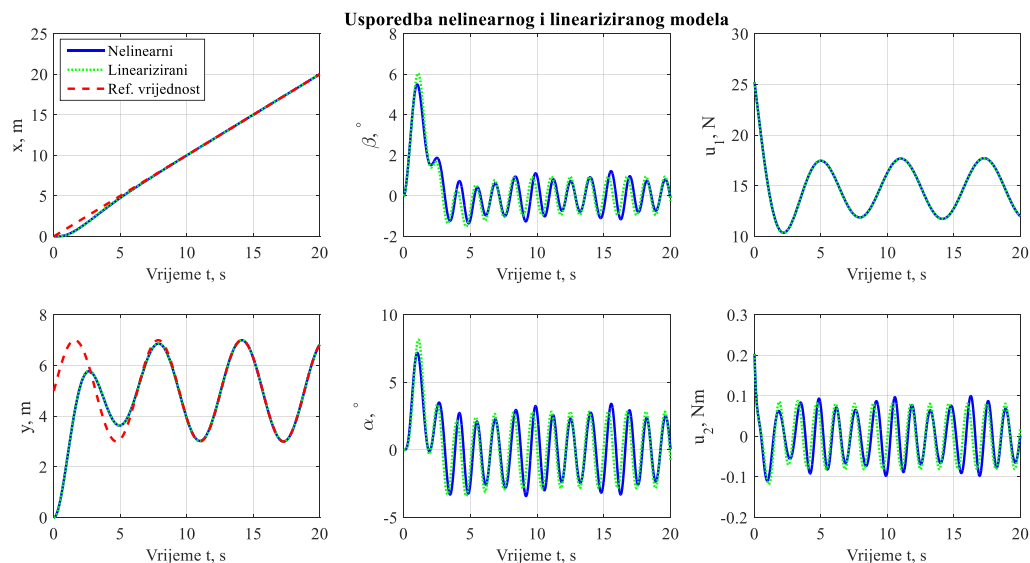 Usporedba nelinearnog i lineariziranog modela
25
20
15
10
5
0
x, m
0 5 10 15 20
Vrijeme t, s
Nelinearni
Linearizirani
Ref. vrijednost
8
6
4
2
0
-2
β, °
0 5 10 15 20
Vrijeme t, s
30
25
20
15
10
u₁, N
0 5 10 15 20
Vrijeme t, s
8
6
4
2
0
y, m
0 5 10 15 20
Vrijeme t, s
10
5
0
-5
α, °
0 5 10 15 20
Vrijeme t, s
0.3
0.2
0.1
0
-0.1
-0.2
u₂, Nm
0 5 10 15 20
Vrijeme t, s